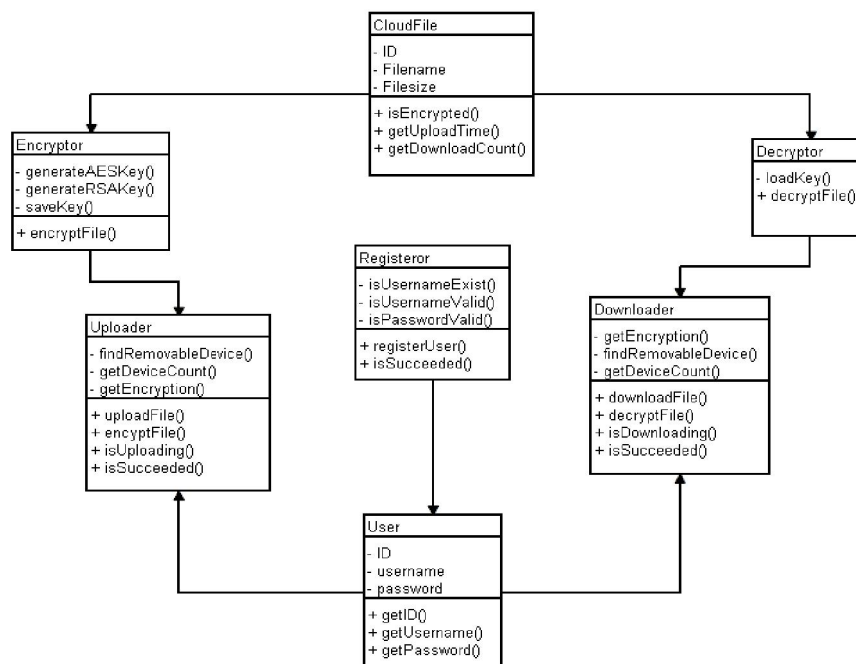 CloudFile
- ID
- Filename
- Filesize
+ isEncrypted()
+ getUploadTime()
+ getDownloadCount()
Encryptor
- generateAESKey()
- generateRSAKey()
- saveKey()
+ encryptFile()
Decryptor
- loadKey()
+ decryptFile()
Registeror
- isUsernameExist()
- isUsernameValid()
- isPasswordValid()
+ registerUser()
+ isSucceeded()
Uploader
- findRemovableDevice()
- getDeviceCount()
- getEncryption()
+ uploadFile()
+ encyptFile()
+ isUploading()
+ isSucceeded()
Downloader
- getEncryption()
- findRemovableDevice()
- getDeviceCount()
+ downloadFile()
+ decryptFile()
+ isDownloading()
+ isSucceeded()
User
- ID
- username
- password
+ getID()
+ getUsername()
+ getPassword()